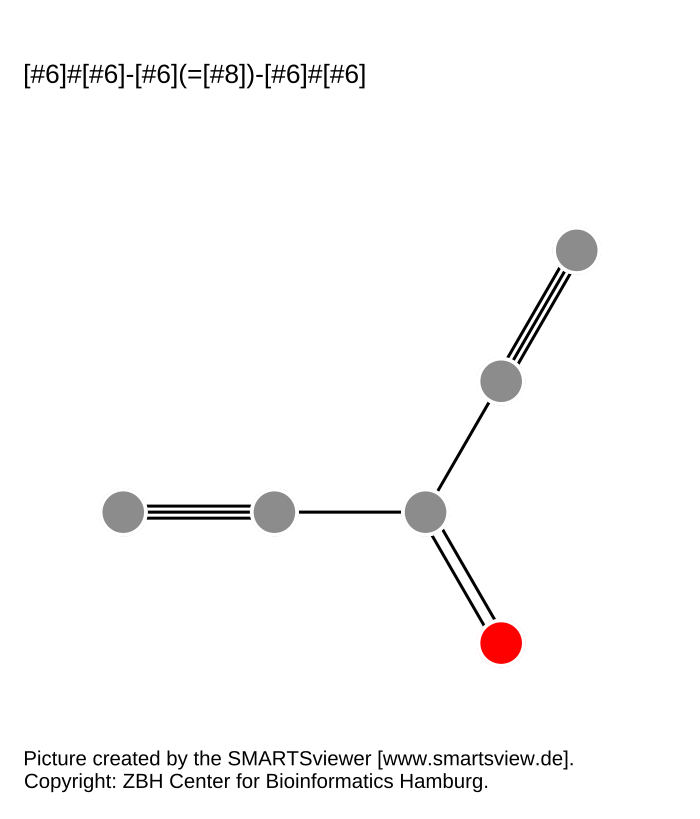 [#6]#[#6]-[#6](=[#8])-[#6]#[#6]
Picture created by the SMARTSviewer [www.smartsview.de].
Copyright: ZBH Center for Bioinformatics Hamburg.